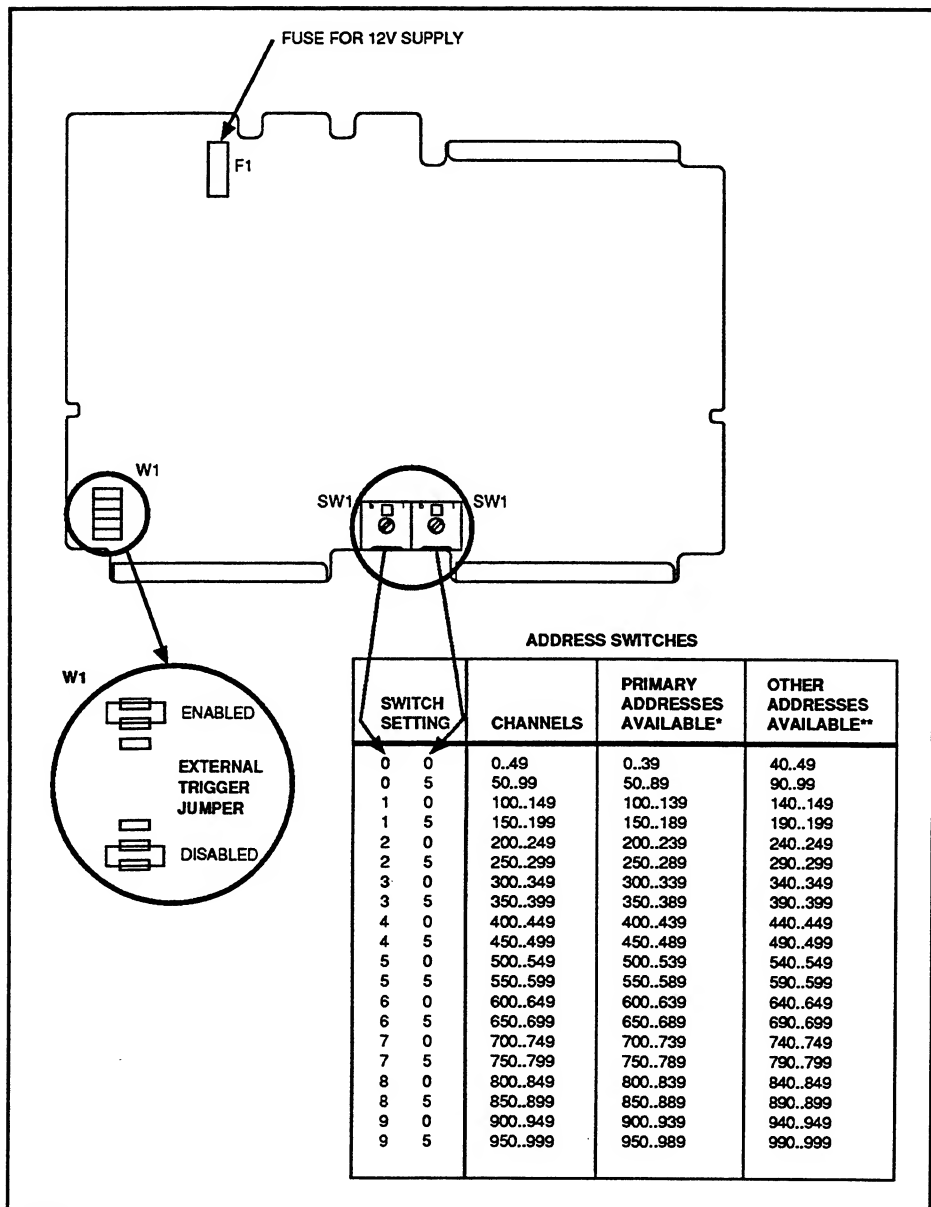 FUSE FOR 12V SUPPLY
F1
W1
SW1 SW1
ADDRESS SWITCHES
W1
ENABLED
EXTERNAL
TRIGGER
JUMPER
DISABLED
SWITCH SETTING CHANNELS PRIMARY ADDRESSES AVAILABLE* OTHER ADDRESSES AVAILABLE**
0 0 0..49 0..39 40..49
0 5 50..99 50..89 90..99
1 0 100..149 100..139 140..149
1 5 150..199 150..189 190..199
2 0 200..249 200..239 240..249
2 5 250..299 250..289 290..299
3 0 300..349 300..339 340..349
3 5 350..399 350..389 390..399
4 0 400..449 400..439 440..449
4 5 450..499 450..489 490..499
5 0 500..549 500..539 540..549
5 5 550..599 550..589 590..599
6 0 600..649 600..639 640..649
6 5 650..699 650..689 690..699
7 0 700..749 700..739 740..749
7 5 750..799 750..789 790..799
8 0 800..849 800..839 840..849
8 5 850..899 850..889 890..899
9 0 900..949 900..939 940..949
9 5 950..999 950..989 990..999